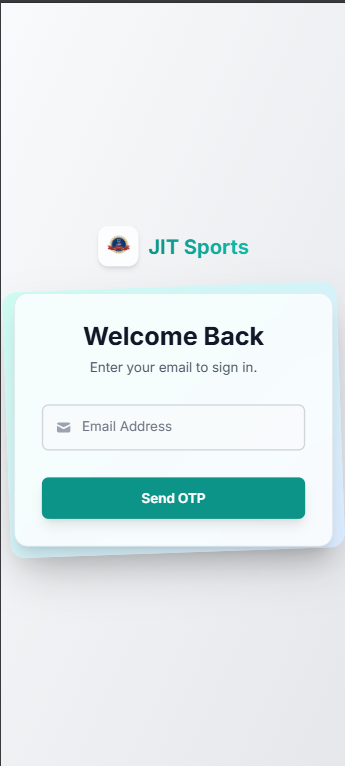 JIT Sports
Welcome Back
Enter your email to sign in.
Email Address
Send OTP